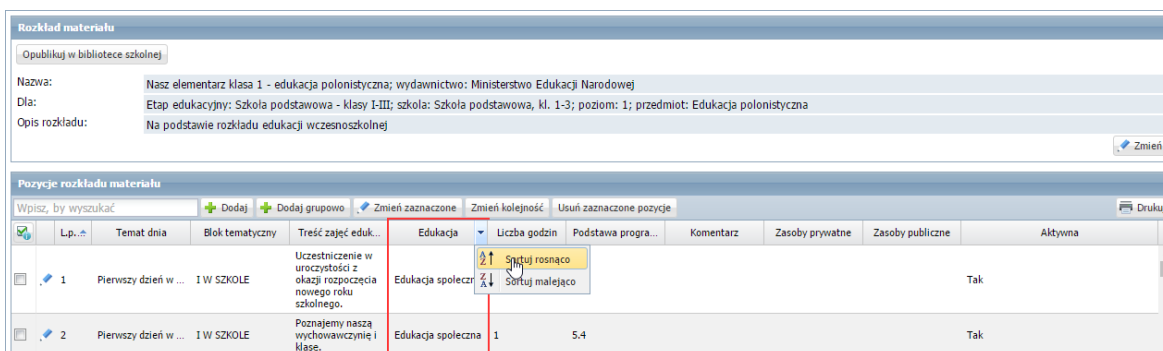 Rozkład materiału
Opublikuj w bibliotece szkolnej
Nazwa: Nasz elementarz klasa 1 - edukacja polonistyczna; wydawnictwo: Ministerstwo Edukacji Narodowej
Dla: Etap edukacyjny: Szkoła podstawowa - klasy I-III; szkoła: Szkoła podstawowa, kl. 1-3; poziom: 1; przedmiot: Edukacja polonistyczna
Opis rozkładu: Na podstawie rozkładu edukacji wczesnoszkolnej
Zmień
Pozycje rozkładu materiału
Wpisz, by wyszukać Dodaj Dodaj grupowo Zmień zaznaczone Zmień kolejność Usuń zaznaczone pozycje Druku
L.p. Temat dnia Blok tematyczny Treść zajęć eduk... Edukacja Liczba godzin Podstawa progra... Komentarz Zasoby prywatne Zasoby publiczne Aktywna
Sortuj rosnąco
Sortuj malejąco
1 Pierwszy dzień w ... I W SZKOLE
Uczestniczenie w
uroczystości z
okazji rozpoczęcia
nowego roku
szkolnego.
Edukacja społeczn
Tak
2 Pierwszy dzień w ... I W SZKOLE
Poznajemy naszą
wychowawczynię i
klasę.
Edukacja społeczna 1 5.4 Tak